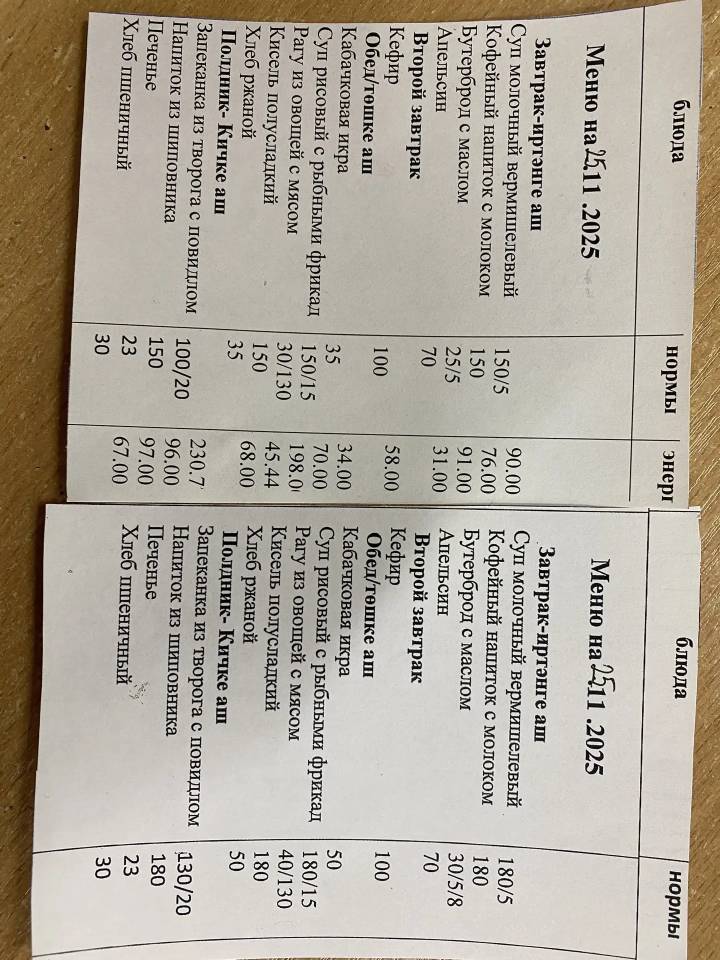 блюда нормы энерг
Меню на 25.11 .2025
Завтрак-иртэнге аш
Суп молочный вермишелевый 150/5 90.00
Кофейный напиток с молоком 150 76.00
Бутерброд с маслом 25/5 91.00
Апельсин 70 31.00
Второй завтрак
Кефир 100 58.00
Обед/төшке аш
Кабачковая икра 35 34.00
Суп рисовый с рыбными фрикад 150/15 70.00
Рагу из овощей с мясом 30/130 198.0
Кисель полусладкий 150 45.44
Хлеб ржаной 35 68.00
Полдник- Кичке аш
Запеканка из творога с повидлом 100/20 230.7
Напиток из шиповника 150 96.00
Печенье 23 97.00
Хлеб пшеничный 30 67.00
блюда нормы
Меню на 25.11 .2025
Завтрак-иртэнге аш
Суп молочный вермишелевый 180/5
Кофейный напиток с молоком 180
Бутерброд с маслом 30/5/8
Апельсин 70
Второй завтрак
Кефир 100
Обед/төшке аш
Кабачковая икра 50
Суп рисовый с рыбными фрикад 180/15
Рагу из овощей с мясом 40/130
Кисель полусладкий 180
Хлеб ржаной 50
Полдник- Кичке аш
Запеканка из творога с повидлом 130/20
Напиток из шиповника 180
Печенье 23
Хлеб пшеничный 30